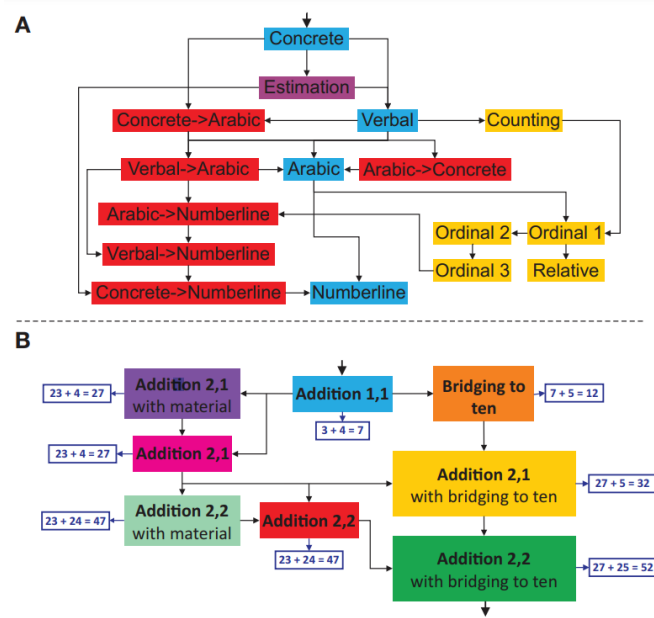 A
Concrete
Estimation
Concrete->Arabic
Verbal
Counting
Verbal->Arabic
Arabic
Arabic->Concrete
Arabic->Numberline
Ordinal 2
Ordinal 1
Verbal->Numberline
Ordinal 3
Relative
Concrete->Numberline
Numberline
B
Addition 2,1
with material
23 + 4 = 27
Addition 1,1
3 + 4 = 7
Bridging to
ten
7 + 5 = 12
Addition 2,1
23 + 4 = 27
Addition 2,1
with bridging to ten
27 + 5 = 32
Addition 2,2
with material
23 + 24 = 47
Addition 2,2
23 + 24 = 47
Addition 2,2
with bridging to ten
27 + 25 = 52